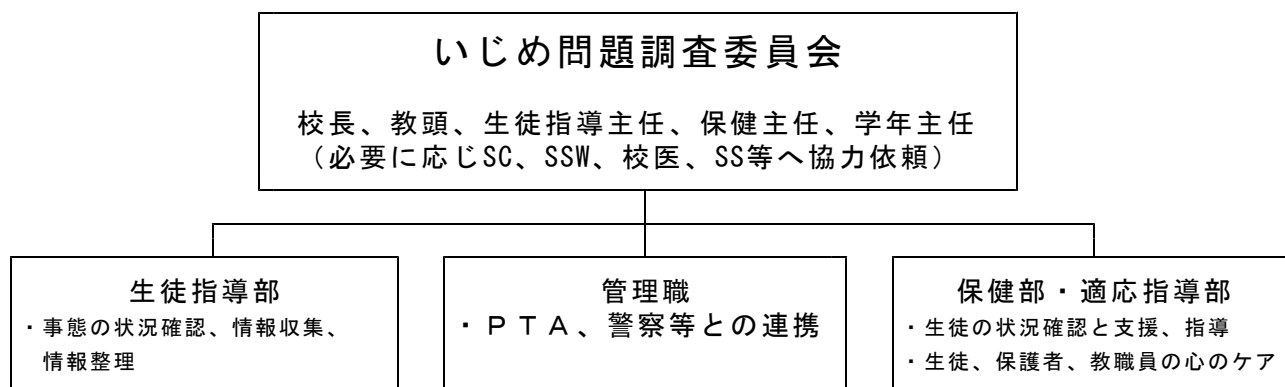 いじめ問題調査委員会
校長、教頭、生徒指導主任、保健主任、学年主任
（必要に応じSC、SSW、校医、SS等へ協力依頼）
生徒指導部
・事態の状況確認、情報収集、
情報整理
管理職
・ＰＴＡ、警察等との連携
保健部・適応指導部
・生徒の状況確認と支援、指導
・生徒、保護者、教職員の心のケア